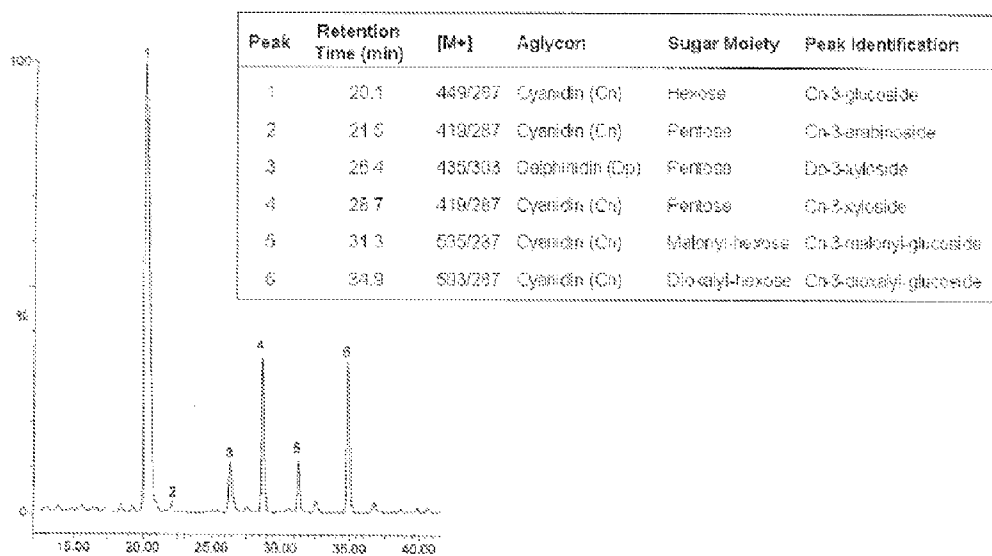 Peak Retention Time (min) [M+] Aglycon Sugar Moiety Peak Identification
1 20.1 449/287 Cyanidin (Cn) Hexose Cn-3-glucoside
2 21.5 419/287 Cyanidin (Cn) Pentose Cn-3-arabinoside
3 26.4 435/303 Delphinidin (Dp) Pentose Dp-3-xyloside
4 28.7 419/287 Cyanidin (Cn) Pentose Cn-3-xyloside
5 31.3 535/287 Cyanidin (Cn) Malonyl-hexose Cn-3-malonyl-glucoside
6 34.9 593/287 Cyanidin (Cn) Dioxalyl-hexose Cn-3-dioxalyl-glucoside
100
%
0
1
2
3
4
5
6
15.00 20.00 25.00 30.00 35.00 40.00